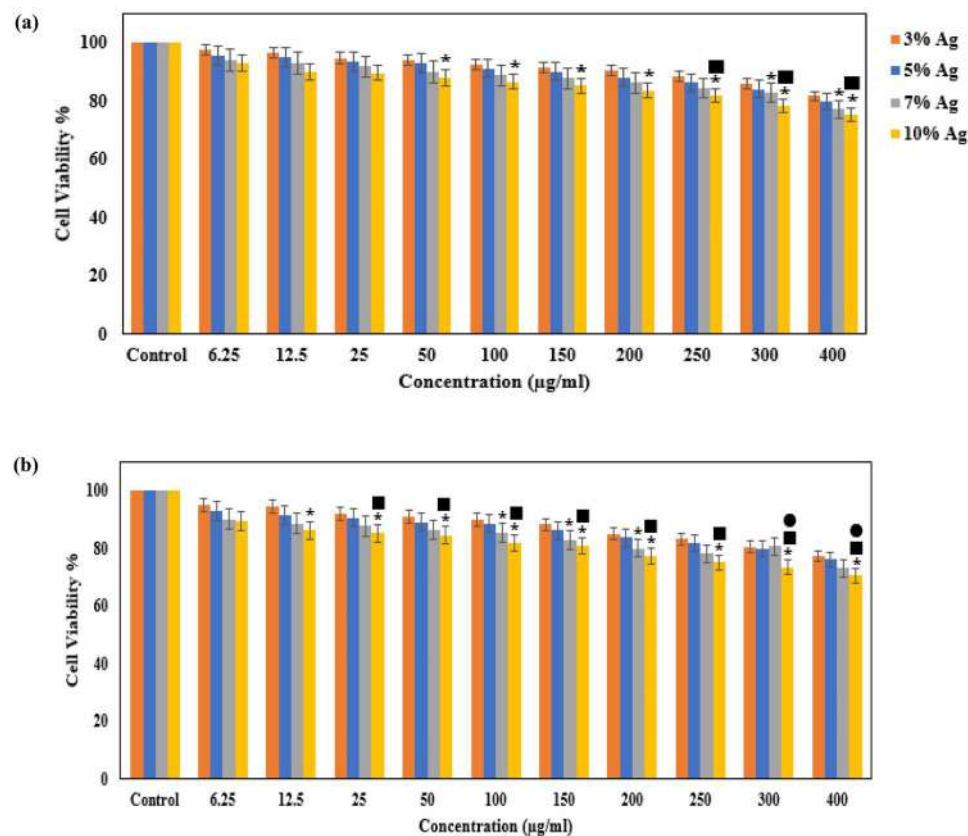 (a)
100
80
60
40
20
0
Cell Viability %
Control 6.25 12.5 25 50 100 150 200 250 300 400
Concentration (µg/ml)
3% Ag
5% Ag
7% Ag
10% Ag
* * * * * * * * *
(b)
100
80
60
40
20
0
Cell Viability %
Control 6.25 12.5 25 50 100 150 200 250 300 400
Concentration (µg/ml)
* * * * * * * * * * * *